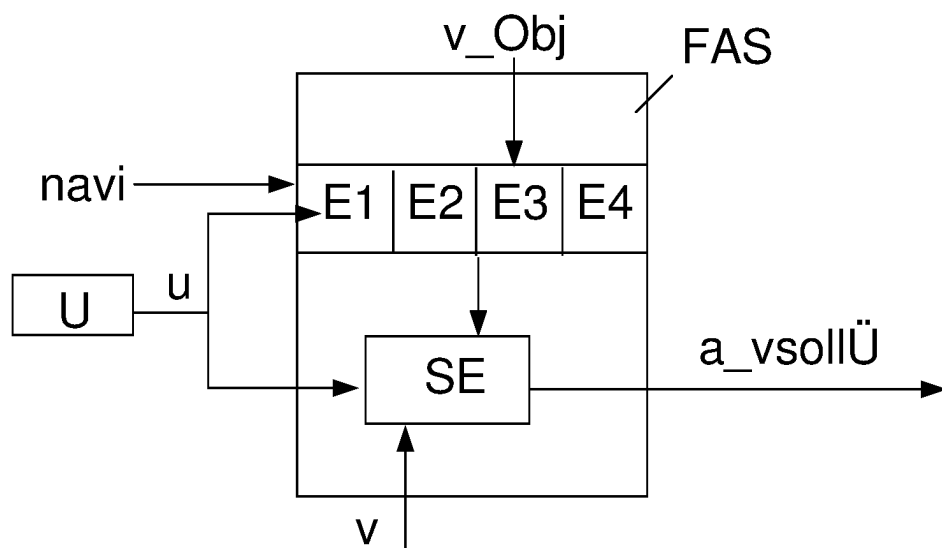 v_Obj
FAS
navi
E1
E2
E3
E4
u
U
SE
a_vsollÜ
v